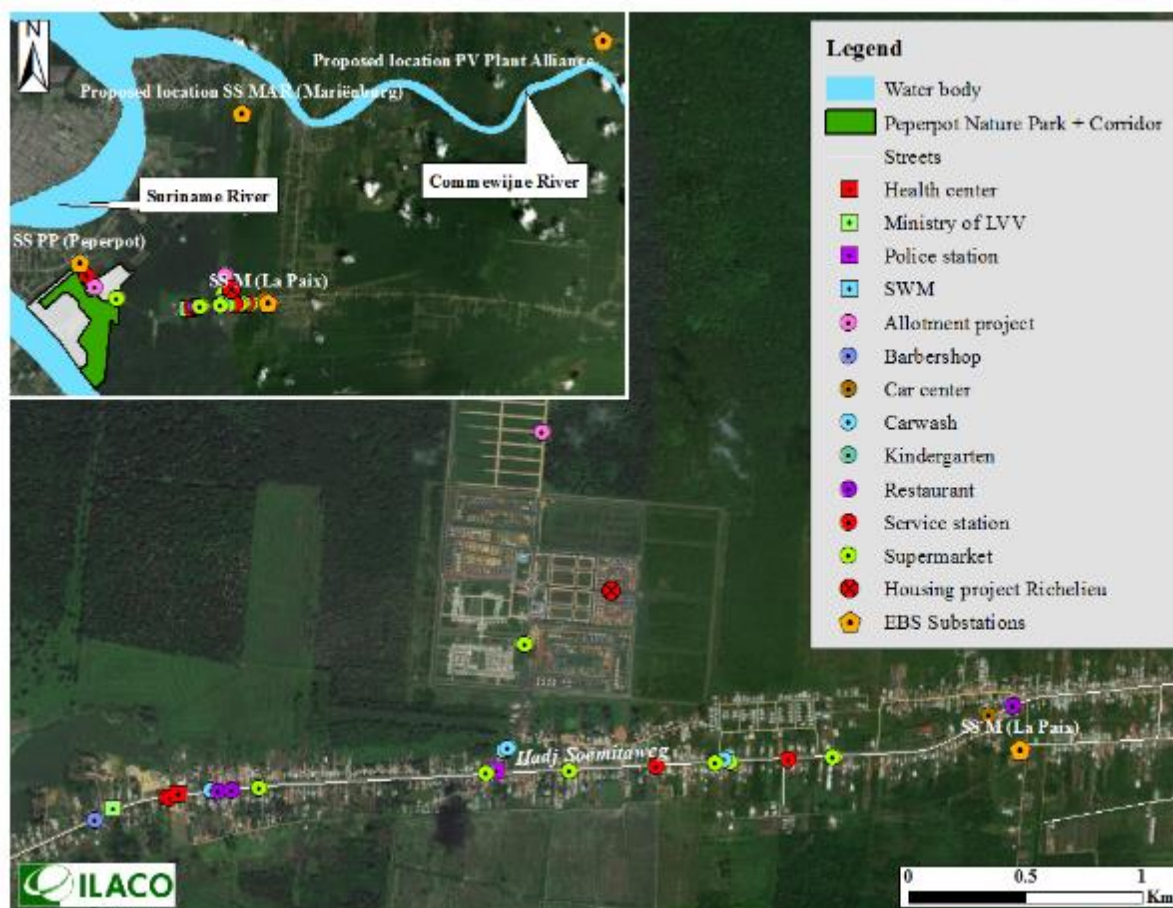 N
Proposed location PV Plant Alliance
Proposed location SS MAR (Mariënburg)
Commewijne River
Suriname River
SS PP (Peperpot)
SS M (La Paix)
Legend
Water body
Peperpot Nature Park + Corridor
Streets
Health center
Ministry of LVV
Police station
SWM
Allotment project
Barbershop
Car center
Carwash
Kindergarten
Restaurant
Service station
Supermarket
Housing project Richelieu
EBS Substations
SS M (La Paix)
Hadj Soemitaweg
ILACO
0 0.5 1
Km